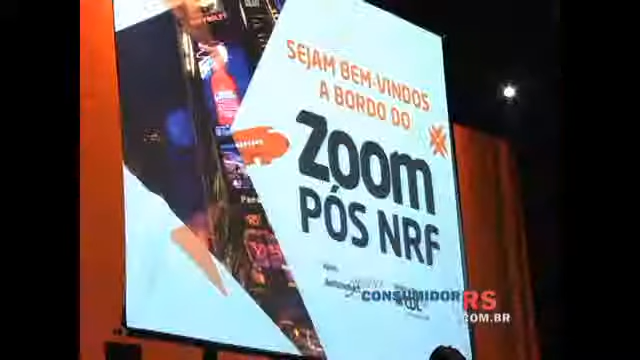 SEJAM BEM-VINDOS
A BORDO DO
Zoom
PÓS NRF
CONSUMIDORRS
.COM.BR